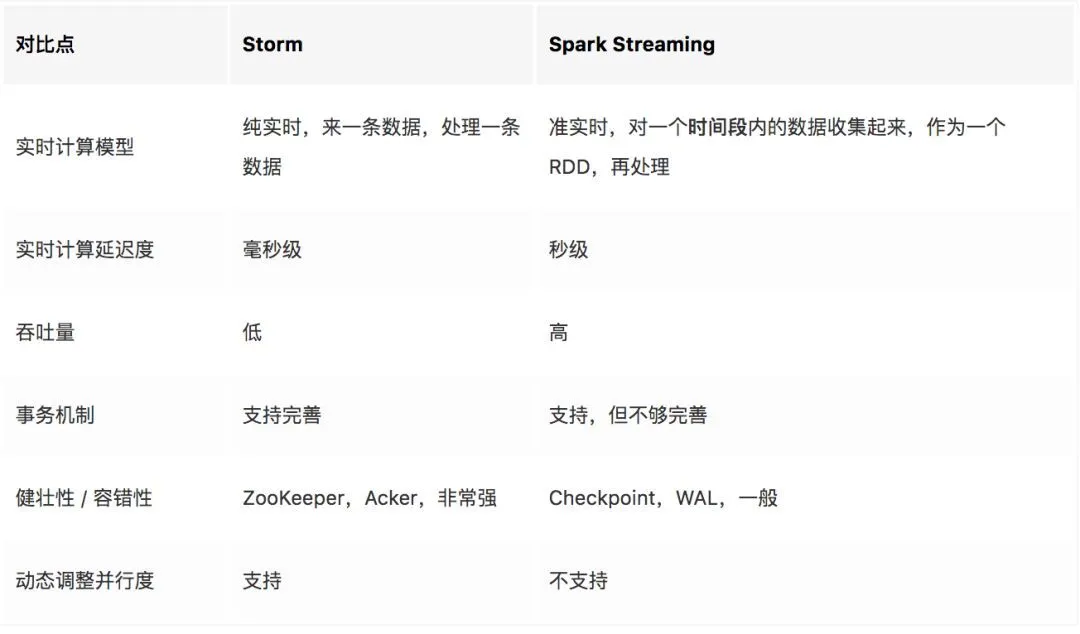 对比点 Storm Spark Streaming
实时计算模型 纯实时，来一条数据，处理一条 准实时，对一个时间段内的数据收集起来，作为一个
数据 RDD，再处理
实时计算延迟度 毫秒级 秒级
吞吐量 低 高
事务机制 支持完善 支持，但不够完善
健壮性 / 容错性 ZooKeeper，Acker，非常强 Checkpoint，WAL，一般
动态调整并行度 支持 不支持